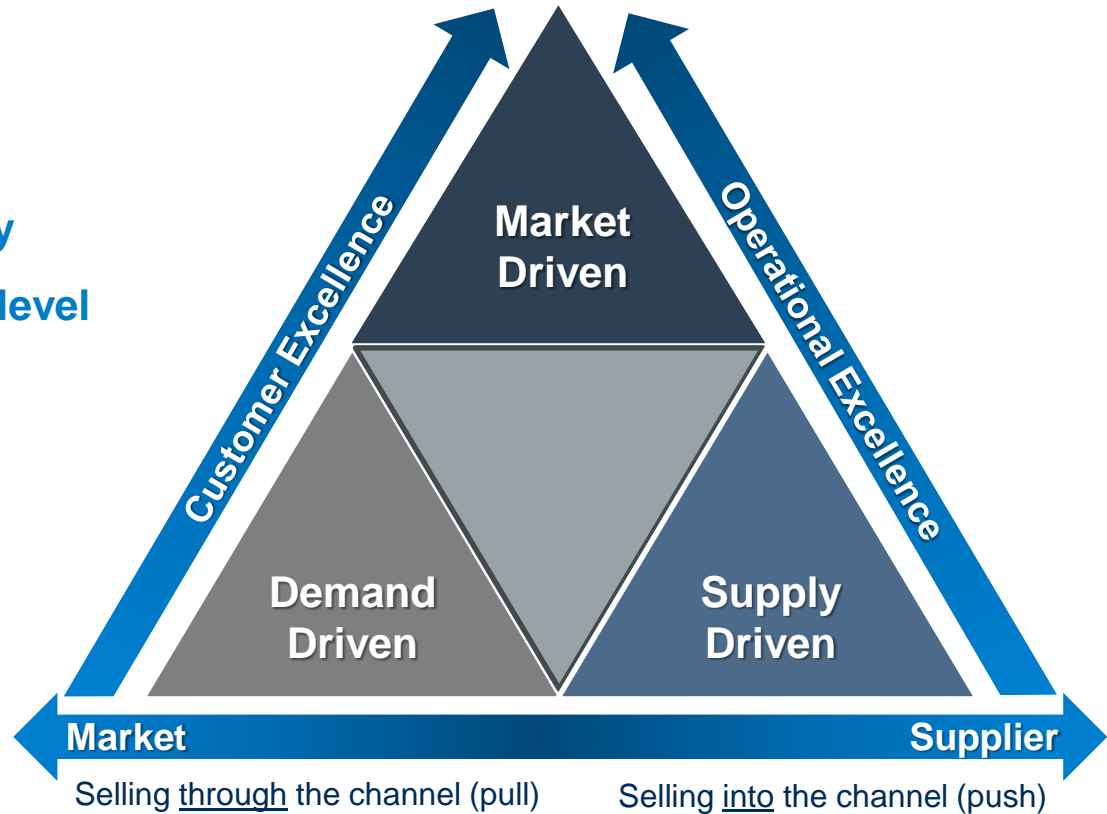 y
level
Market
Driven
Customer Excellence
Operational Excellence
Demand
Driven
Supply
Driven
Market
Supplier
Selling through the channel (pull)
Selling into the channel (push)